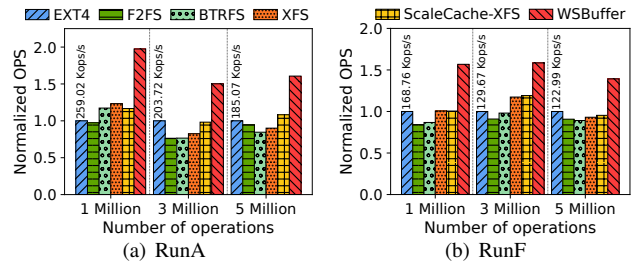 EXT4 F2FS BTRFS XFS ScaleCache-XFS WSBuffer
Normalized OPS
2.0
1.5
1.0
0.5
0.0
259.02 Kops/s
203.72 Kops/s
185.07 Kops/s
1 Million 3 Million 5 Million
Number of operations
(a) RunA
Normalized OPS
2.0
1.5
1.0
0.5
0.0
168.76 Kops/s
129.67 Kops/s
122.99 Kops/s
1 Million 3 Million 5 Million
Number of operations
(b) RunF